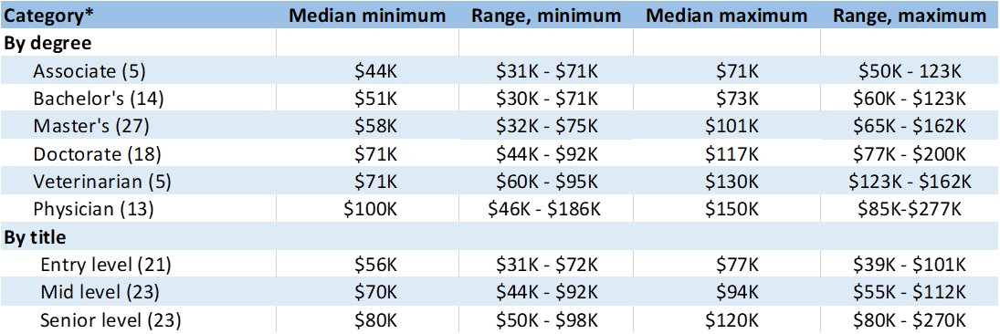 Category* Median minimum Range, minimum Median maximum Range, maximum
By degree
Associate (5) $44K $31K - $71K $71K $50K - 123K
Bachelor's (14) $51K $30K - $71K $73K $60K - $123K
Master's (27) $58K $32K - $75K $101K $65K - $162K
Doctorate (18) $71K $44K - $92K $117K $77K - $200K
Veterinarian (5) $71K $60K - $95K $130K $123K - $162K
Physician (13) $100K $46K - $186K $150K $85K-$277K
By title
Entry level (21) $56K $31K - $72K $77K $39K - $101K
Mid level (23) $70K $44K - $92K $94K $55K - $112K
Senior level (23) $80K $50K - $98K $120K $80K - $270K